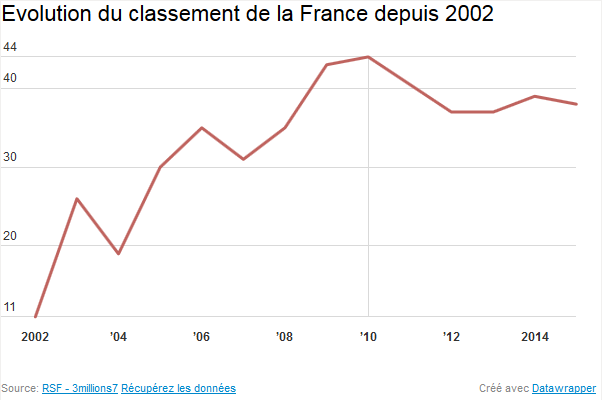 Evolution du classement de la France depuis 2002
44
40
30
20
11
2002 '04 '06 '08 '10 '12 2014
Source: RSF - 3millions7 Récupérez les données Créé avec Datawrapper